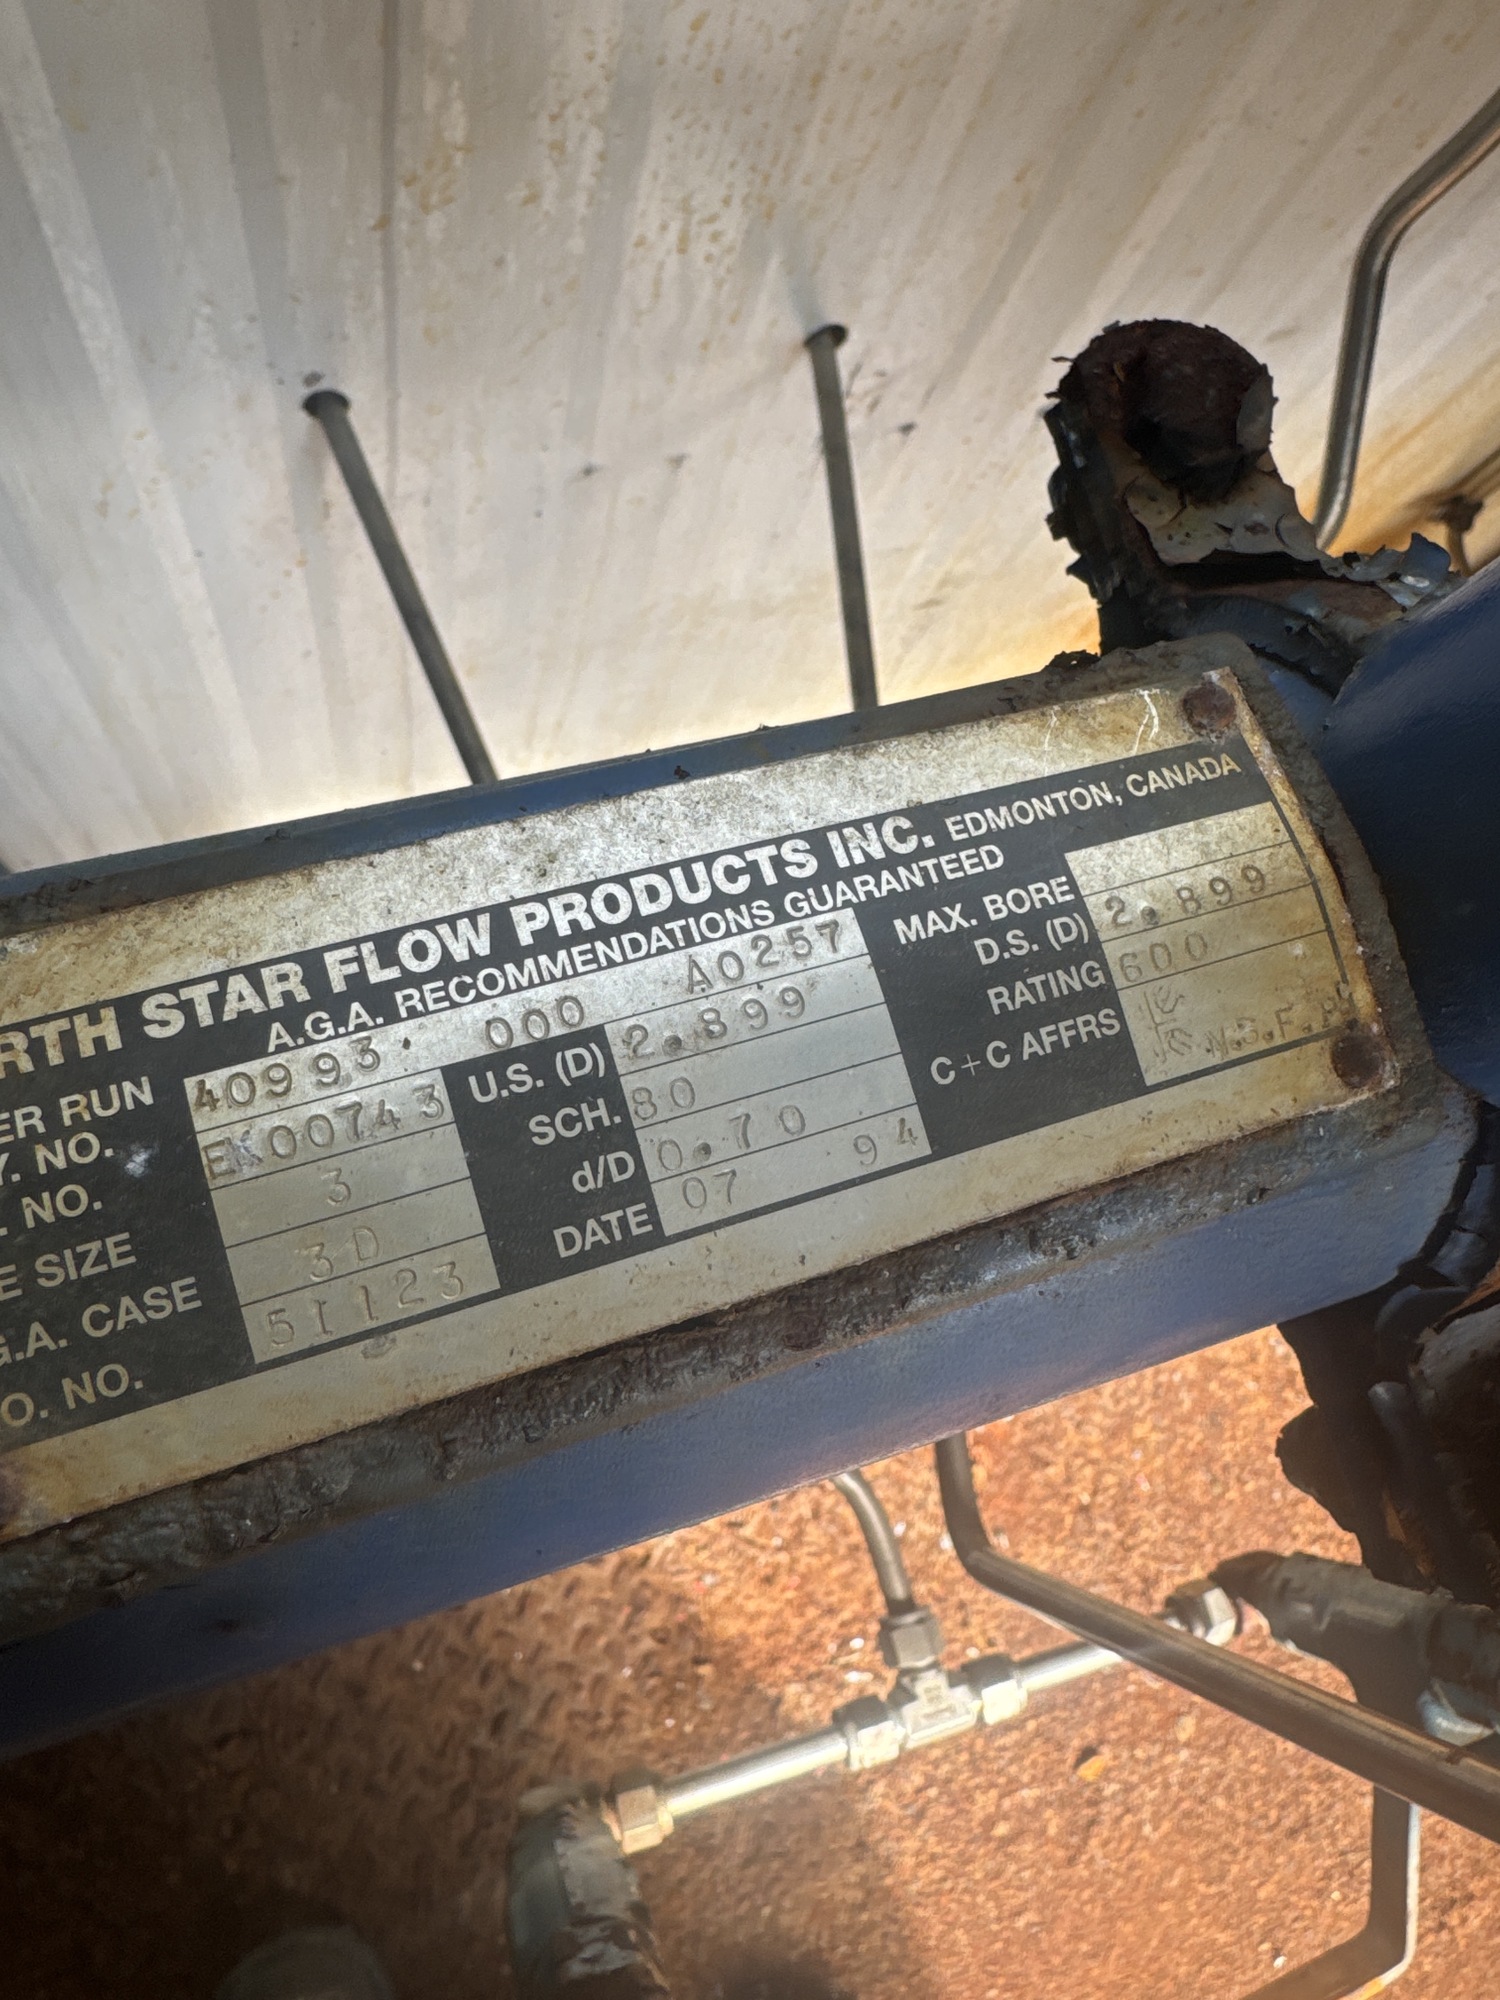 RTH STAR FLOW PRODUCTS INC. EDMONTON, CANADA
A.G.A. RECOMMENDATIONS GUARANTEED
ER RUN 40993 000 A0257
Y. NO. EK00743
. NO. 3
E SIZE 3D
G.A. CASE 51123
O. NO.
U.S. (D) 2.899
SCH. 80
d/D 0.70
DATE 07 94
MAX. BORE
D.S. (D) 2.899
RATING 600
C+C AFFRS